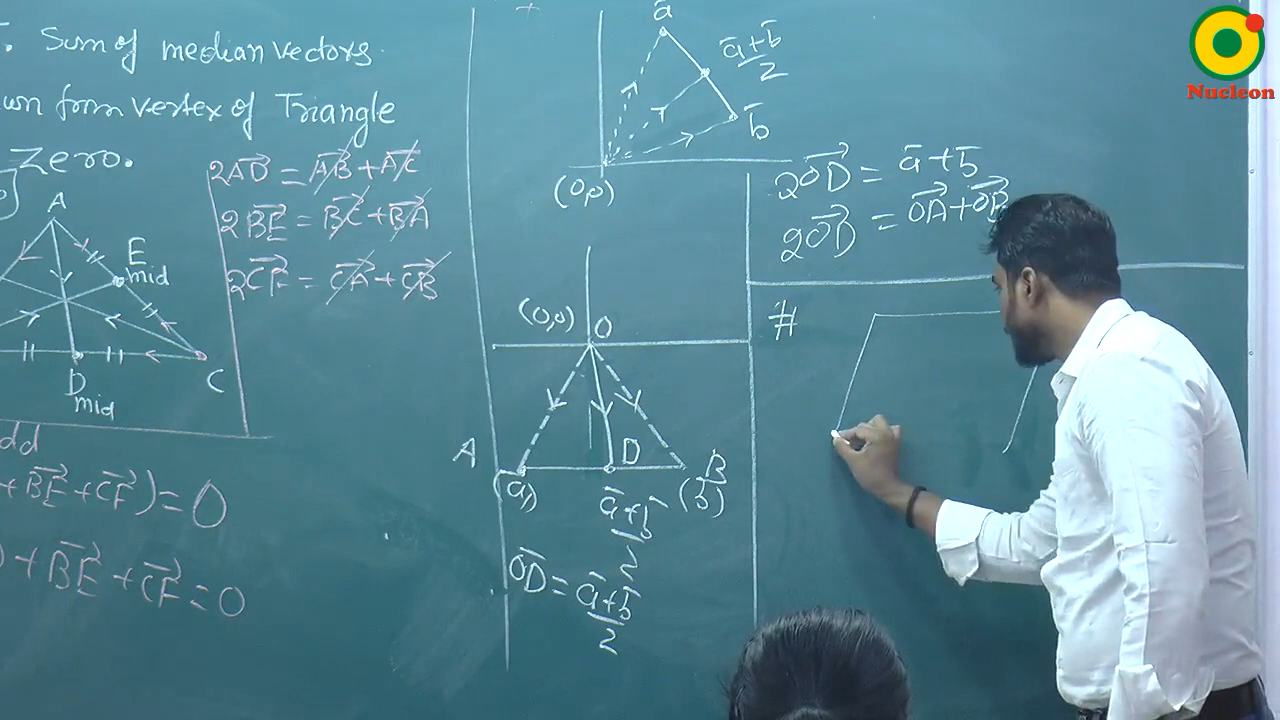 Sum of median vectors
from vertex of Triangle
Zero.
A
E
mid
D
mid
C
2AD⃗ = AB⃗ + AC⃗
2BE⃗ = BC⃗ + BA⃗
2CF⃗ = CA⃗ + CB⃗
dd
+ BE⃗ + CF⃗ ) = 0
+ BE⃗ + CF⃗ = 0
+
ā
ā+b̄
2
b̄
(0,0)
(0,0)
O
A
D
B
(ā)
(b̄)
ā+b̄
2
OD̄ = ā+b̄
2
2OD⃗ = ā+b̄
2OD⃗ = OA⃗ + OB⃗
#
Nucleon